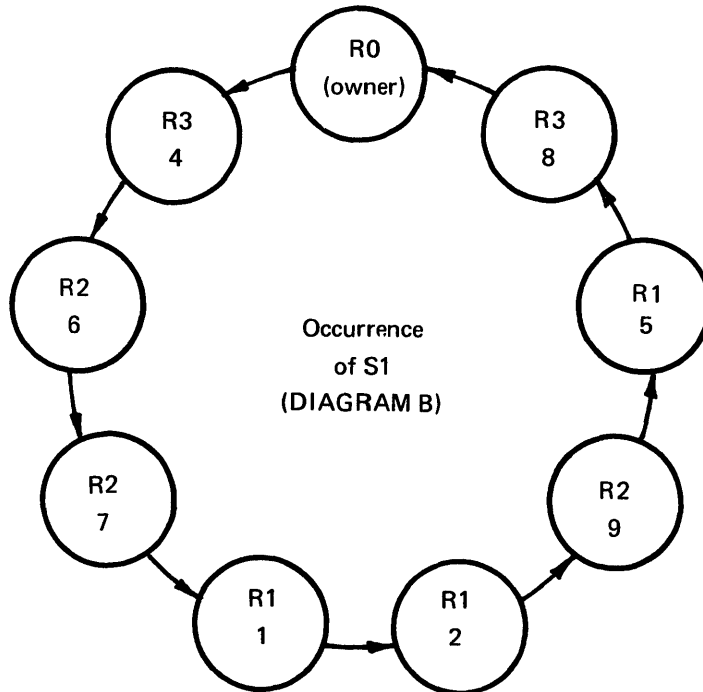 R0
(owner)
R3
4
R2
6
R2
7
R1
1
R1
2
R2
9
R1
5
R3
8
Occurrence
of S1
(DIAGRAM B)